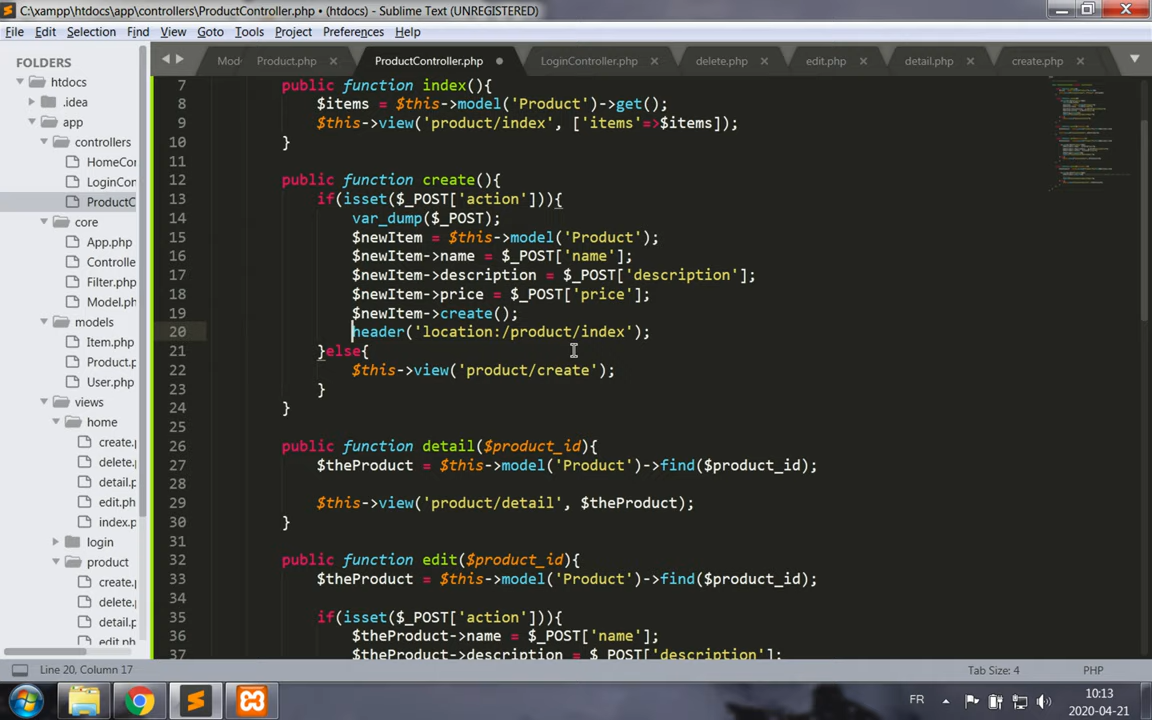 C:\xampp\htdocs\app\controllers\ProductController.php • (htdocs) - Sublime Text (UNREGISTERED)
File Edit Selection Find View Goto Tools Project Preferences Help
FOLDERS
htdocs
.idea
app
controllers
HomeCon
LoginCon
ProductC
core
App.php
Controlle
Filter.php
Model.ph
models
Item.php
Product.p
User.php
views
home
create.
delete.
detail.p
edit.ph
index.p
login
product
create.
delete.
detail.p
edit.ph
Mod Product.php ProductController.php LoginController.php delete.php edit.php detail.php create.php
7 public function index(){
8 $items = $this->model('Product')->get();
9 $this->view('product/index', ['items'=>$items]);
10 }
11
12 public function create(){
13 if(isset($_POST['action'])){
14 var_dump($_POST);
15 $newItem = $this->model('Product');
16 $newItem->name = $_POST['name'];
17 $newItem->description = $_POST['description'];
18 $newItem->price = $_POST['price'];
19 $newItem->create();
20 header('location:/product/index');
21 }else{
22 $this->view('product/create');
23 }
24 }
25
26 public function detail($product_id){
27 $theProduct = $this->model('Product')->find($product_id);
28
29 $this->view('product/detail', $theProduct);
30 }
31
32 public function edit($product_id){
33 $theProduct = $this->model('Product')->find($product_id);
34
35 if(isset($_POST['action'])){
36 $theProduct->name = $_POST['name'];
37 $theProduct->description = $_POST['description'];
Line 20, Column 17 Tab Size: 4 PHP
FR 10:13
2020-04-21